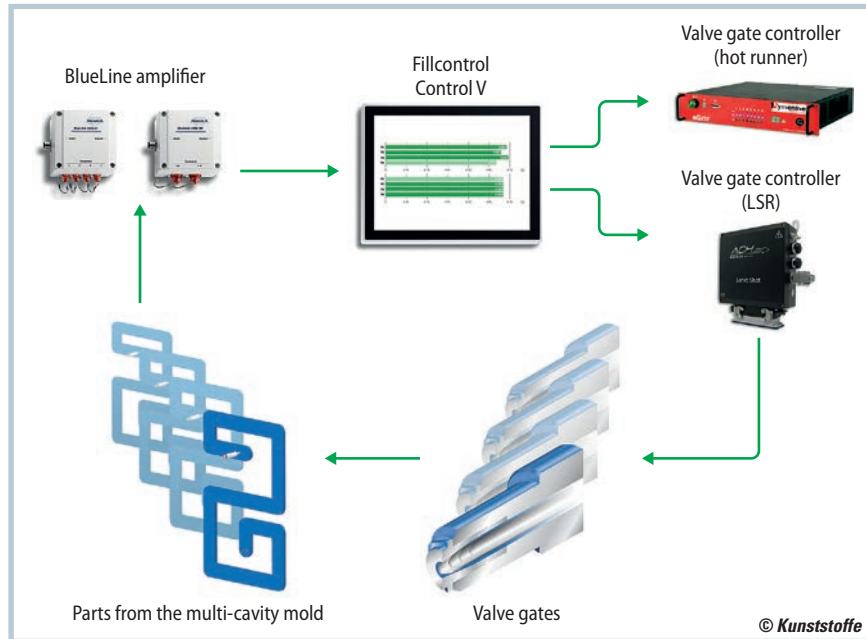 BlueLine amplifier
Fillcontrol
Control V
Valve gate controller
(hot runner)
Valve gate controller
(LSR)
Parts from the multi-cavity mold
Valve gates
© Kunststoffe